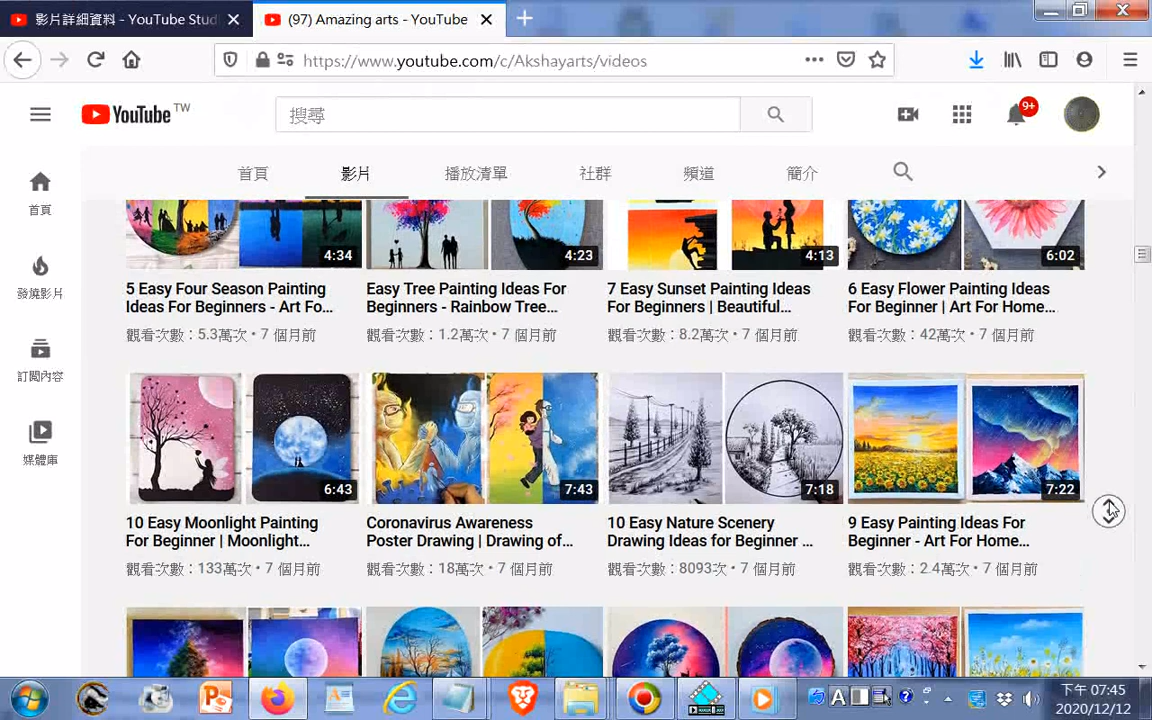 影片詳細資料 - YouTube Stud
(97) Amazing arts - YouTube
https://www.youtube.com/c/Akshayarts/videos
YouTube TW
搜尋
9+
首頁
影片
播放清單
社群
頻道
簡介
首頁
發燒影片
訂閱內容
媒體庫
4:34
4:23
4:13
6:02
5 Easy Four Season Painting
Ideas For Beginners - Art Fo...
觀看次數：5.3萬次 • 7 個月前
Easy Tree Painting Ideas For
Beginners - Rainbow Tree...
觀看次數：1.2萬次 • 7 個月前
7 Easy Sunset Painting Ideas
For Beginners | Beautiful...
觀看次數：8.2萬次 • 7 個月前
6 Easy Flower Painting Ideas
For Beginner | Art For Home...
觀看次數：42萬次 • 7 個月前
6:43
7:43
7:18
7:22
10 Easy Moonlight Painting
For Beginner | Moonlight...
觀看次數：133萬次 • 7 個月前
Coronavirus Awareness
Poster Drawing | Drawing of...
觀看次數：18萬次 • 7 個月前
10 Easy Nature Scenery
Drawing Ideas for Beginner ...
觀看次數：8093次 • 7 個月前
9 Easy Painting Ideas For
Beginner - Art For Home...
觀看次數：2.4萬次 • 7 個月前
A
下午 07:45
2020/12/12